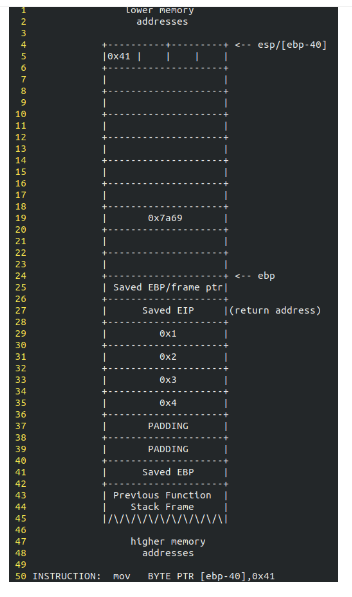 1 lower memory
2 addresses
3
4 +----------+---------+ <-- esp/[ebp-40]
5 |0x41 | | | |
6 +--------------------+
7 | |
8 +--------------------+
9 | |
10 +--------------------+
11 | |
12 +--------------------+
13 | |
14 +--------------------+
15 | |
16 +--------------------+
17 | |
18 +--------------------+
19 | 0x7a69 |
20 +--------------------+
21 | |
22 +--------------------+
23 | |
24 +--------------------+ <-- ebp
25 | Saved EBP/frame ptr|
26 +--------------------+
27 | Saved EIP |(return address)
28 +--------------------+
29 | 0x1 |
30 +--------------------+
31 | 0x2 |
32 +--------------------+
33 | 0x3 |
34 +--------------------+
35 | 0x4 |
36 +--------------------+
37 | PADDING |
38 +--------------------+
39 | PADDING |
40 +--------------------+
41 | Saved EBP |
42 +--------------------+
43 | Previous Function |
44 | Stack Frame |
45 |/\/\/\/\/\/\/\/\/\/\|
46
47 higher memory
48 addresses
49
50 INSTRUCTION: mov BYTE PTR [ebp-40],0x41